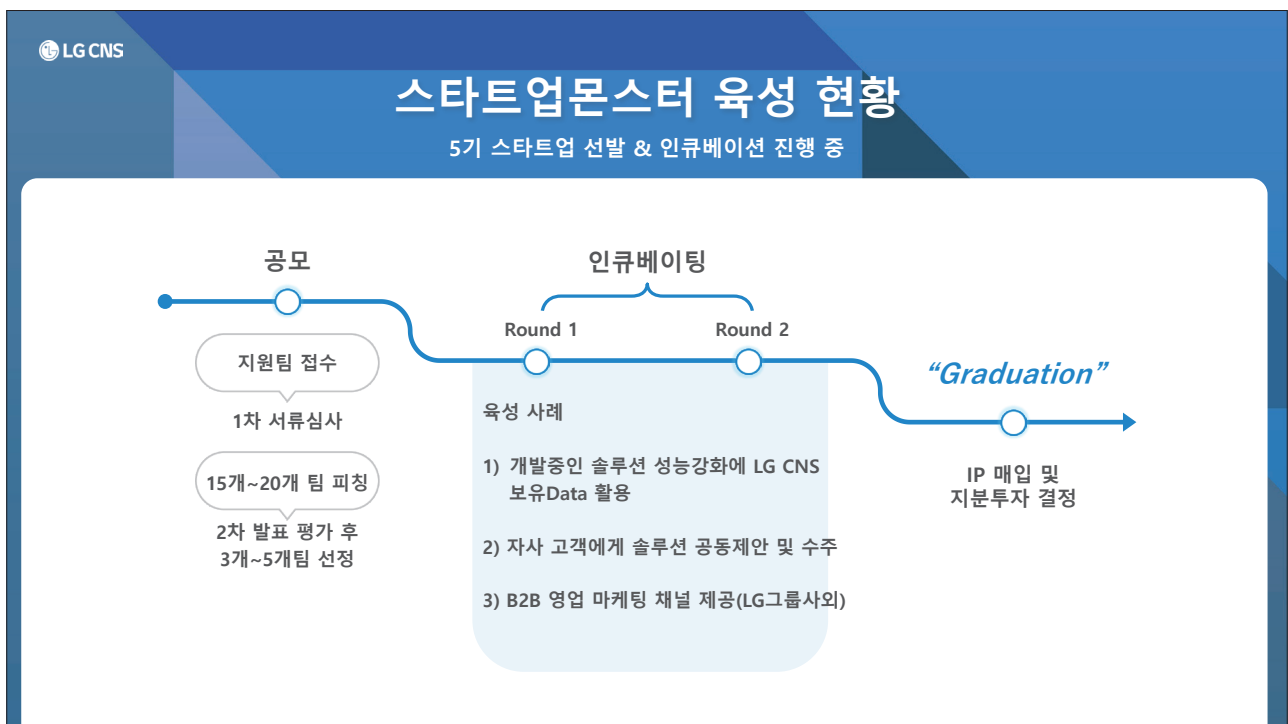 LG CNS
스타트업몬스터 육성 현황
5기 스타트업 선발 & 인큐베이션 진행 중
공모
지원팀 접수
1차 서류심사
15개~20개 팀 피칭
2차 발표 평가 후
3개~5개팀 선정
인큐베이팅
Round 1
Round 2
육성 사례
1) 개발중인 솔루션 성능강화에 LG CNS
보유Data 활용
2) 자사 고객에게 솔루션 공동제안 및 수주
3) B2B 영업 마케팅 채널 제공(LG그룹사외)
“Graduation”
IP 매입 및
지분투자 결정